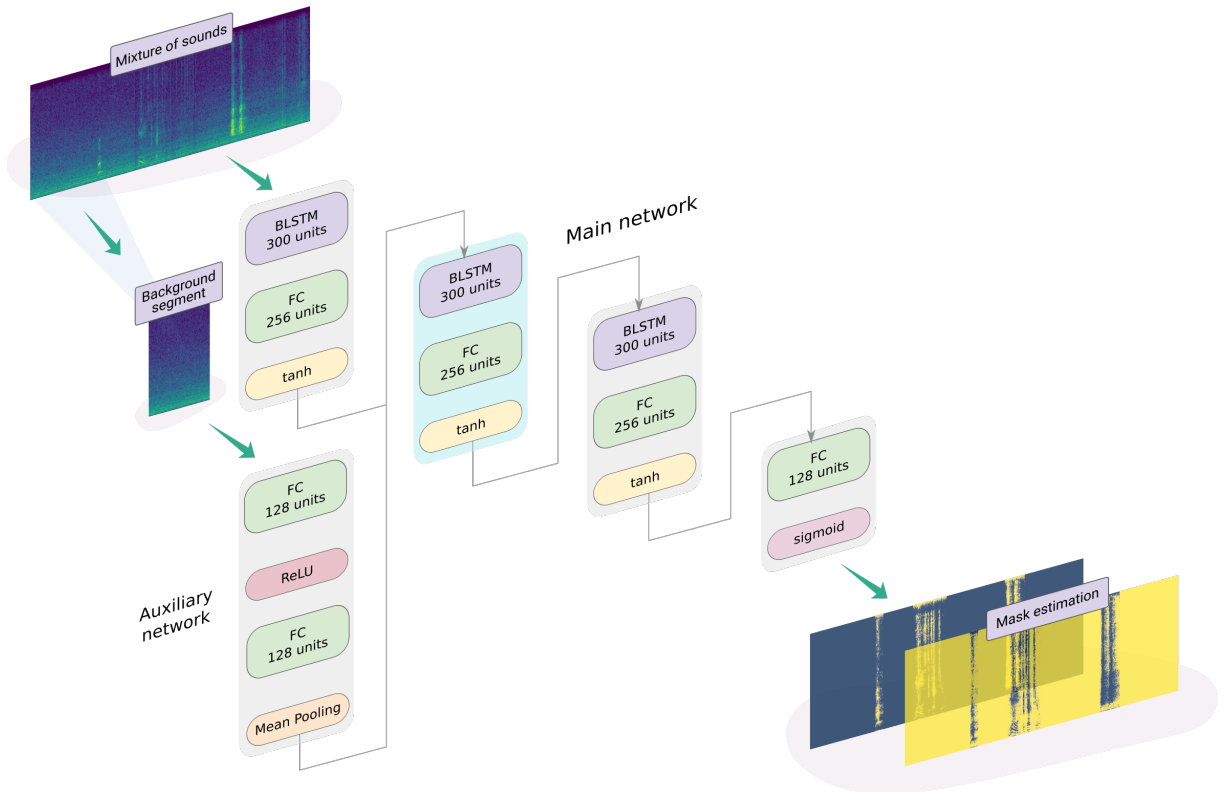 Mixture of sounds
Background
segment
BLSTM
300 units
FC
256 units
tanh
FC
128 units
ReLU
FC
128 units
Mean Pooling
Auxiliary
network
BLSTM
300 units
FC
256 units
tanh
Main network
BLSTM
300 units
FC
256 units
tanh
FC
128 units
sigmoid
Mask estimation